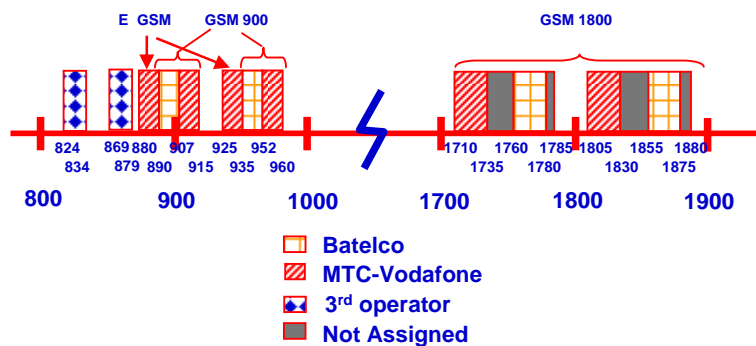 E GSM GSM 900 GSM 1800
824 869 880 907 925 952 1710 1760 1785 1805 1855 1880
834 879 890 915 935 960 1735 1780 1830 1875
800 900 1000 1700 1800 1900
Batelco
MTC-Vodafone
3rd operator
Not Assigned